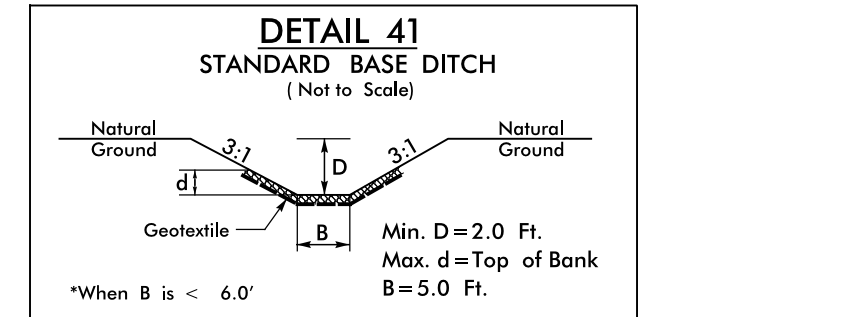 DETAIL 41
STANDARD BASE DITCH
( Not to Scale)
Natural
Ground
3:1
D
3:1
Natural
Ground
d
Geotextile
B
Min. D=2.0 Ft.
Max. d=Top of Bank
B=5.0 Ft.
*When B is < 6.0'